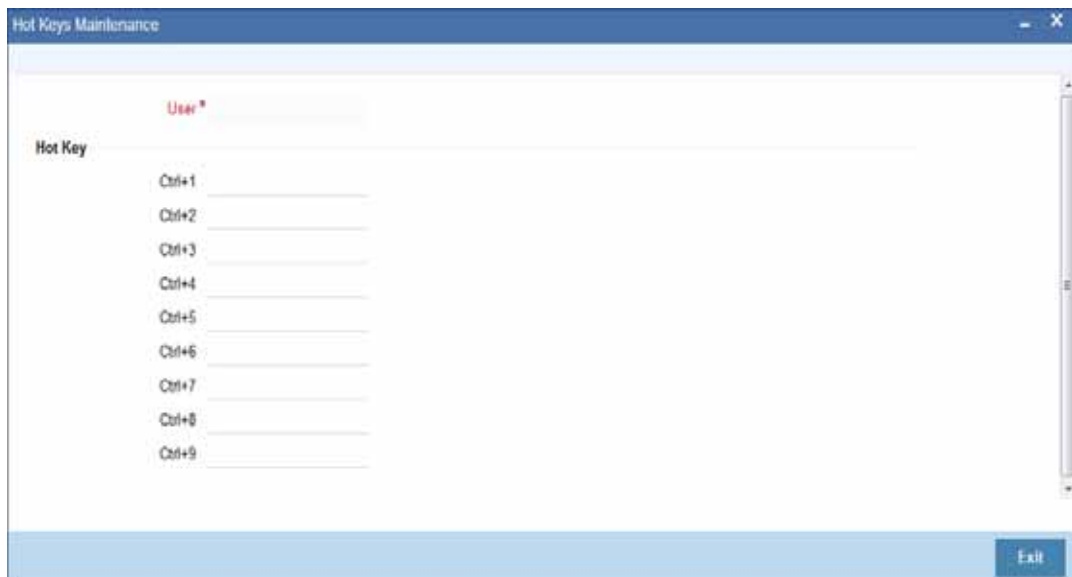 Hot Keys Maintenance
User *
Hot Key
Ctrl+1
Ctrl+2
Ctrl+3
Ctrl+4
Ctrl+5
Ctrl+6
Ctrl+7
Ctrl+8
Ctrl+9
Exit